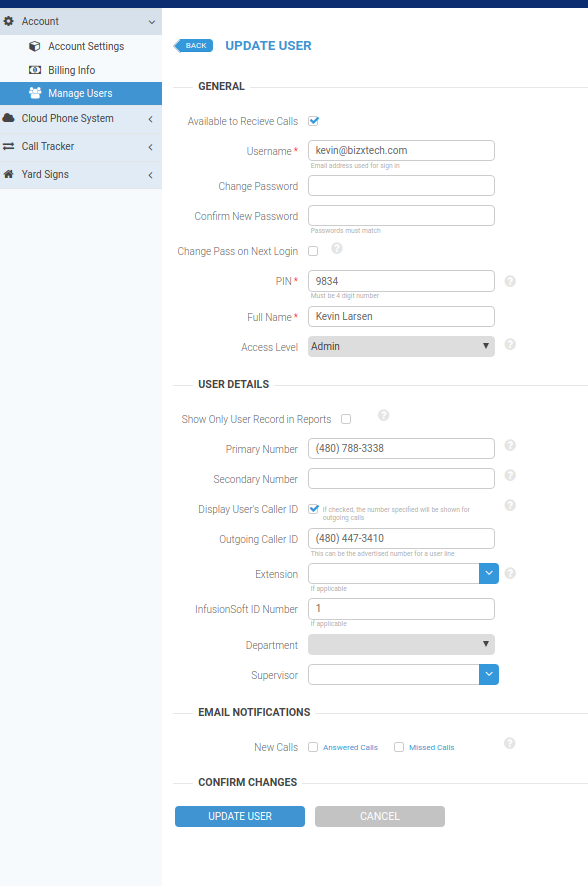 Account
Account Settings
Billing Info
Manage Users
Cloud Phone System
Call Tracker
Yard Signs
BACK UPDATE USER
GENERAL
Available to Recieve Calls
Username * kevin@bizxtech.com
Email address used for sign in
Change Password
Confirm New Password
Passwords must match
Change Pass on Next Login ?
PIN * 9834 ?
Must be 4 digit number
Full Name * Kevin Larsen
Access Level Admin ?
USER DETAILS
Show Only User Record in Reports ?
Primary Number (480) 788-3338 ?
Secondary Number ?
Display User's Caller ID If checked, the number specified will be shown for ?
outgoing calls
Outgoing Caller ID (480) 447-3410
This can be the advertised number for a user line
Extension ?
If applicable
InfusionSoft ID Number 1
If applicable
Department
Supervisor
EMAIL NOTIFICATIONS
New Calls Answered Calls Missed Calls ?
CONFIRM CHANGES
UPDATE USER CANCEL